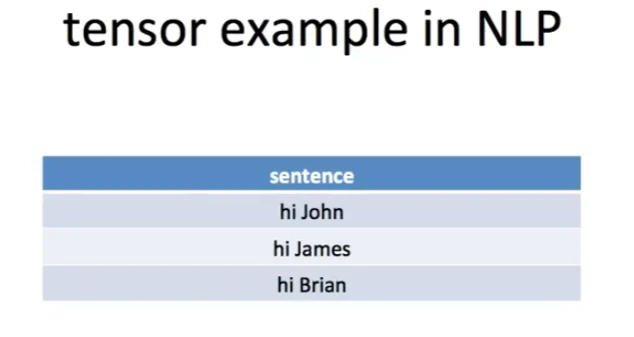 tensor example in NLP
sentence
hi John
hi James
hi Brian